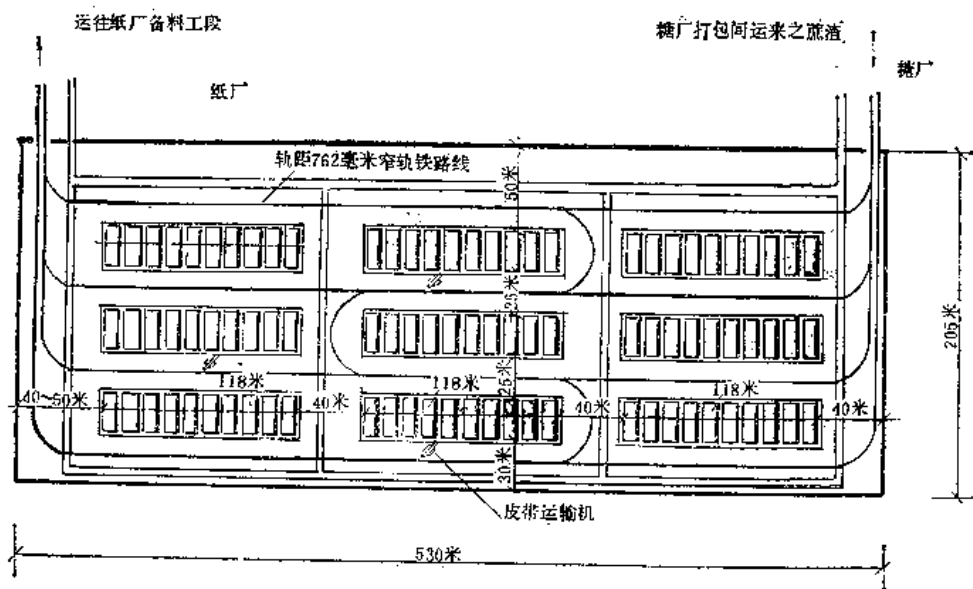 运往纸厂备料工段
糖厂打包间运来之蔗渣
糖厂
纸厂
轨距762毫米窄轨铁路线
50米
25米
205米
118米
118米
25米
118米
40~50米
40米
40米
40米
30米
皮带运输机
530米